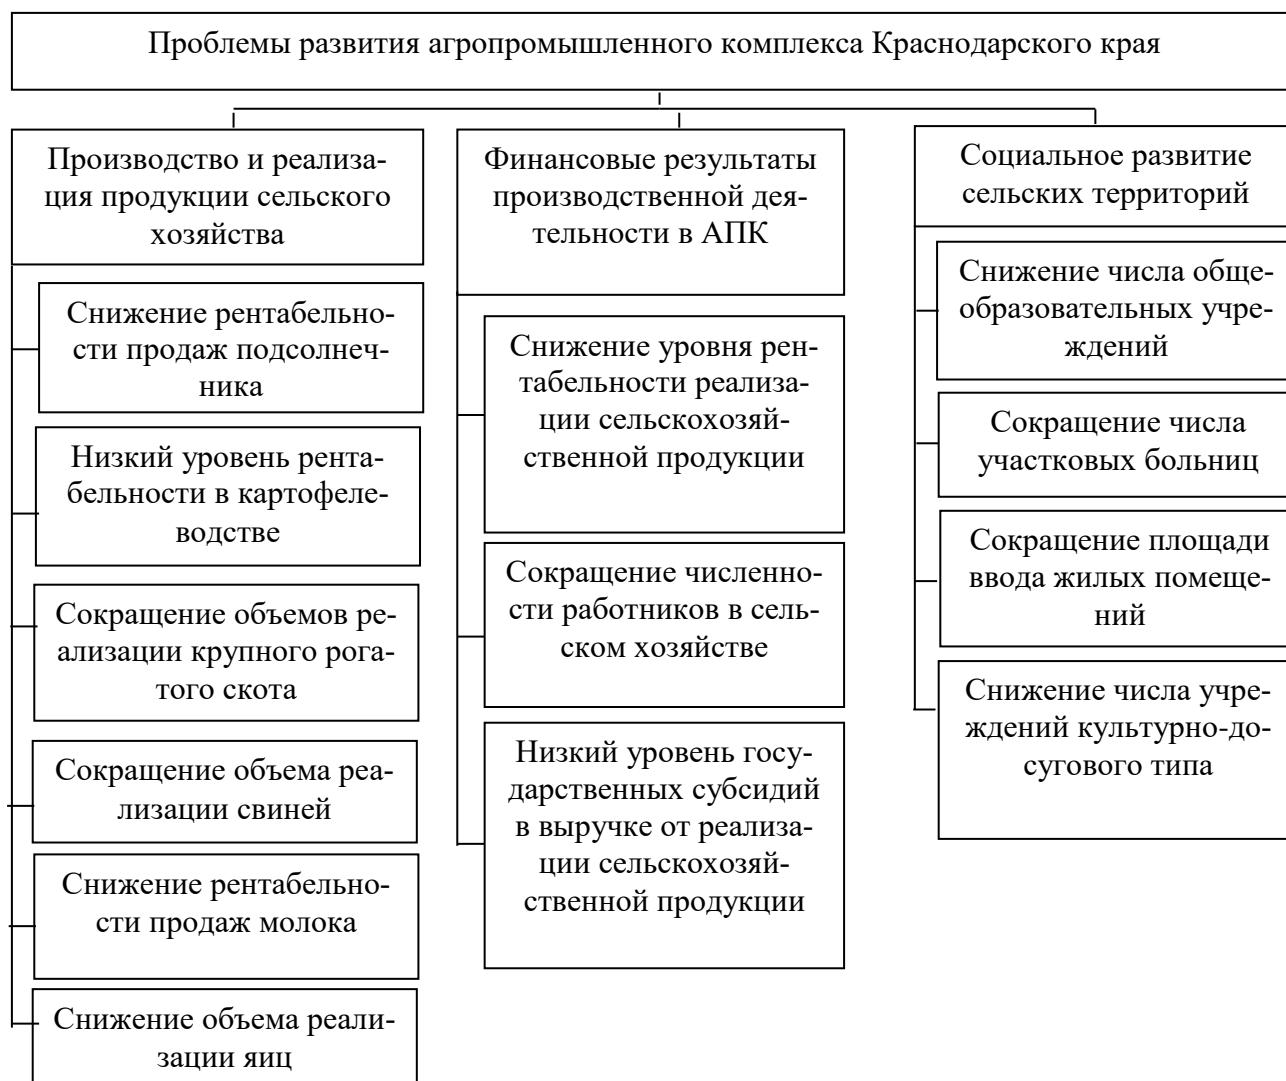 Проблемы развития агропромышленного комплекса Краснодарского края
Производство и реализа-
ция продукции сельского
хозяйства
Снижение рентабельно-
сти продаж подсолнеч-
ника
Низкий уровень рента-
бельности в картофеле-
водстве
Сокращение объемов ре-
ализации крупного рога-
того скота
Сокращение объема реа-
лизации свиней
Снижение рентабельно-
сти продаж молока
Снижение объема реали-
зации яиц
Финансовые результаты
производственной дея-
тельности в АПК
Снижение уровня рен-
табельности реализа-
ции сельскохозяй-
ственной продукции
Сокращение численно-
сти работников в сель-
ском хозяйстве
Низкий уровень госу-
дарственных субсидий
в выручке от реализа-
ции сельскохозяй-
ственной продукции
Социальное развитие
сельских территорий
Снижение числа обще-
образовательных учре-
ждений
Сокращение числа
участковых больниц
Сокращение площади
ввода жилых помеще-
ний
Снижение числа учре-
ждений культурно-до-
сугового типа